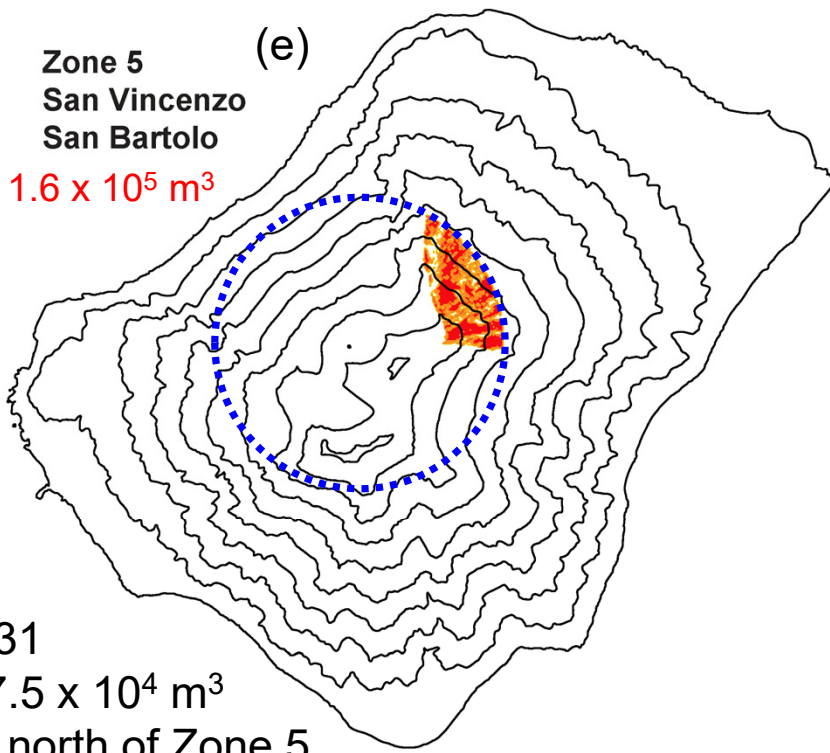 (e)
Zone 5
San Vincenzo
San Bartolo
1.6 x 10⁵ m³
31
7.5 x 10⁴ m³
north of Zone 5